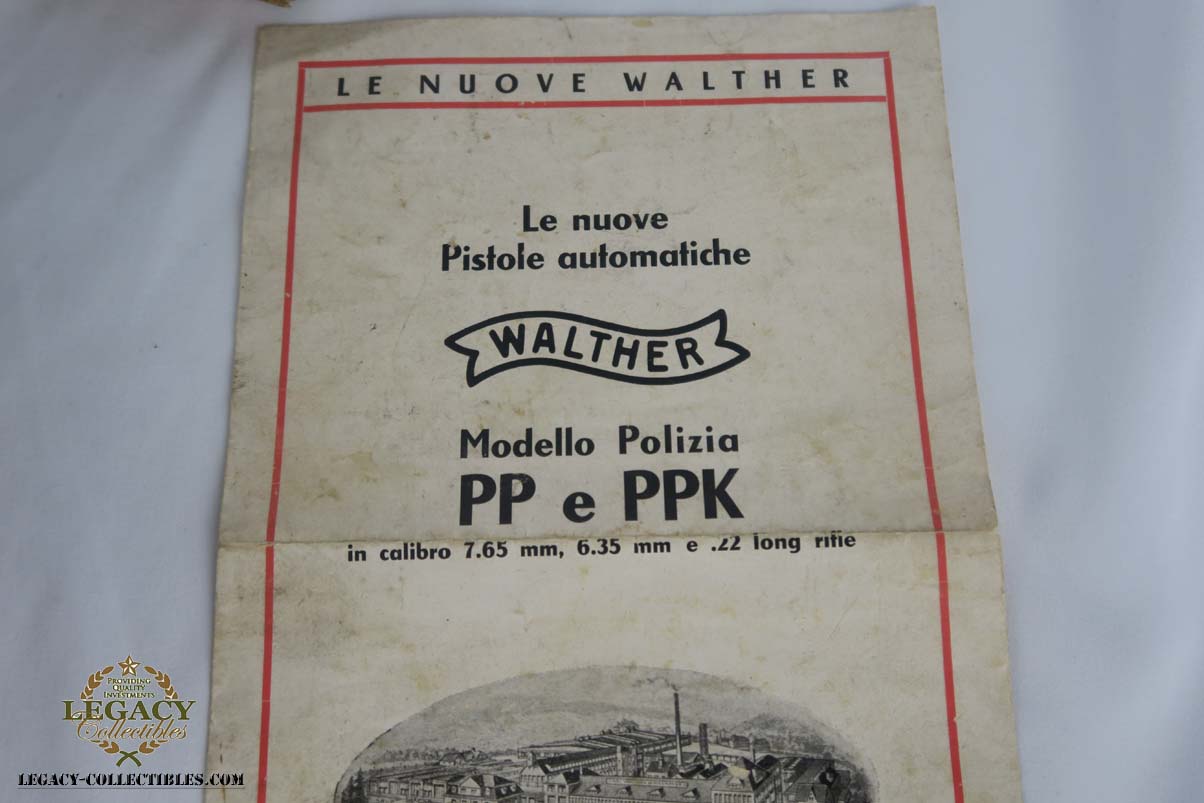 LE NUOVE WALTHER
Le nuove
Pistole automatiche
WALTHER
Modello Polizia
PP e PPK
in calibro 7.65 mm, 6.35 mm e .22 long rifle
PROVIDING
QUALITY
INVESTMENTS
LEGACY
Collectibles
LEGACY-COLLECTIBLES.COM